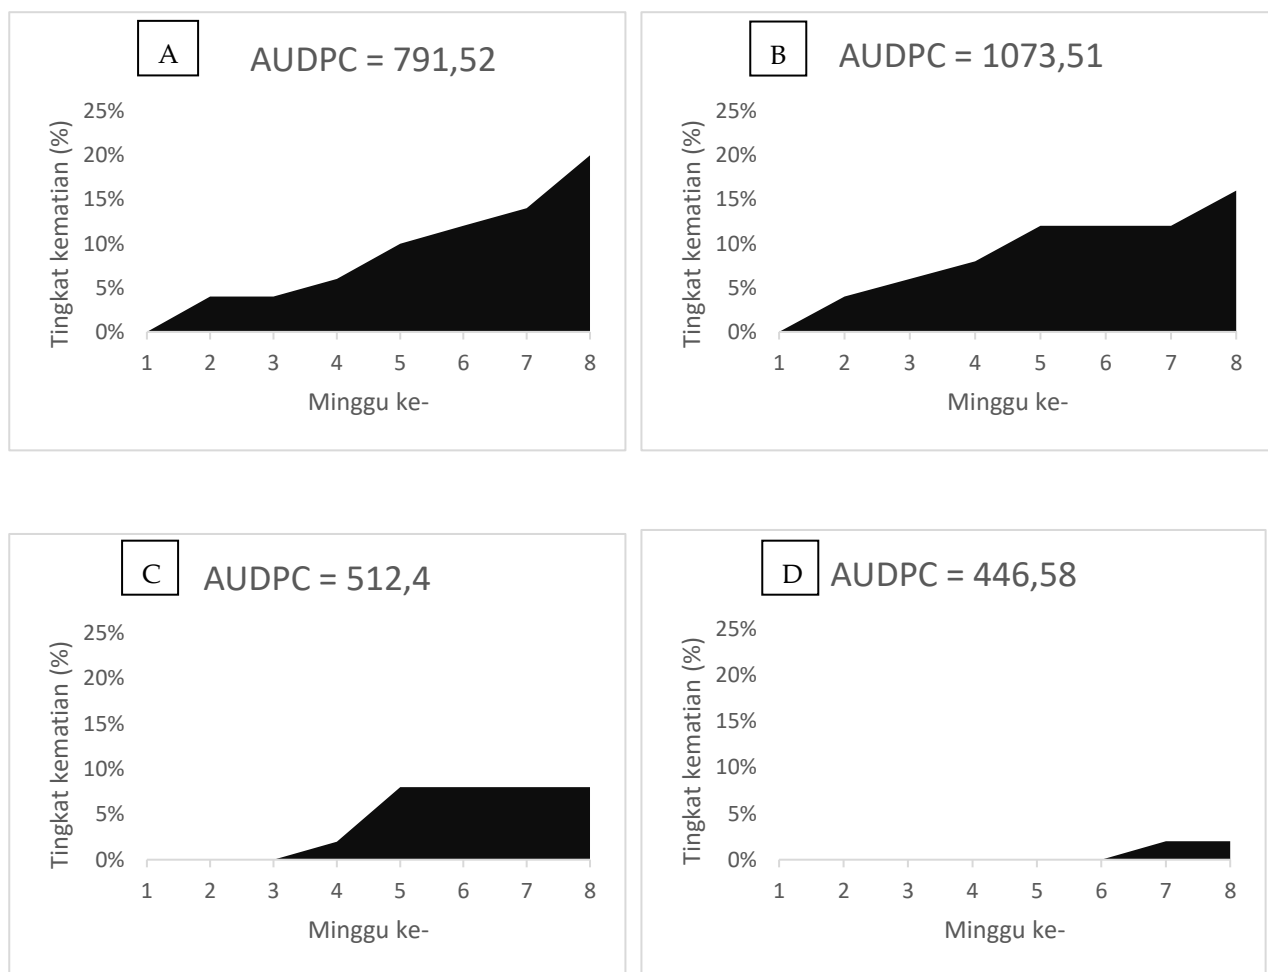 A
AUDPC = 791,52
Tingkat kematian (%)
25%
20%
15%
10%
5%
0%
1 2 3 4 5 6 7 8
Minggu ke-
B
AUDPC = 1073,51
Tingkat kematian (%)
25%
20%
15%
10%
5%
0%
1 2 3 4 5 6 7 8
Minggu ke-
C
AUDPC = 512,4
Tingkat kematian (%)
25%
20%
15%
10%
5%
0%
1 2 3 4 5 6 7 8
Minggu ke-
D
AUDPC = 446,58
Tingkat kematian (%)
25%
20%
15%
10%
5%
0%
1 2 3 4 5 6 7 8
Minggu ke-